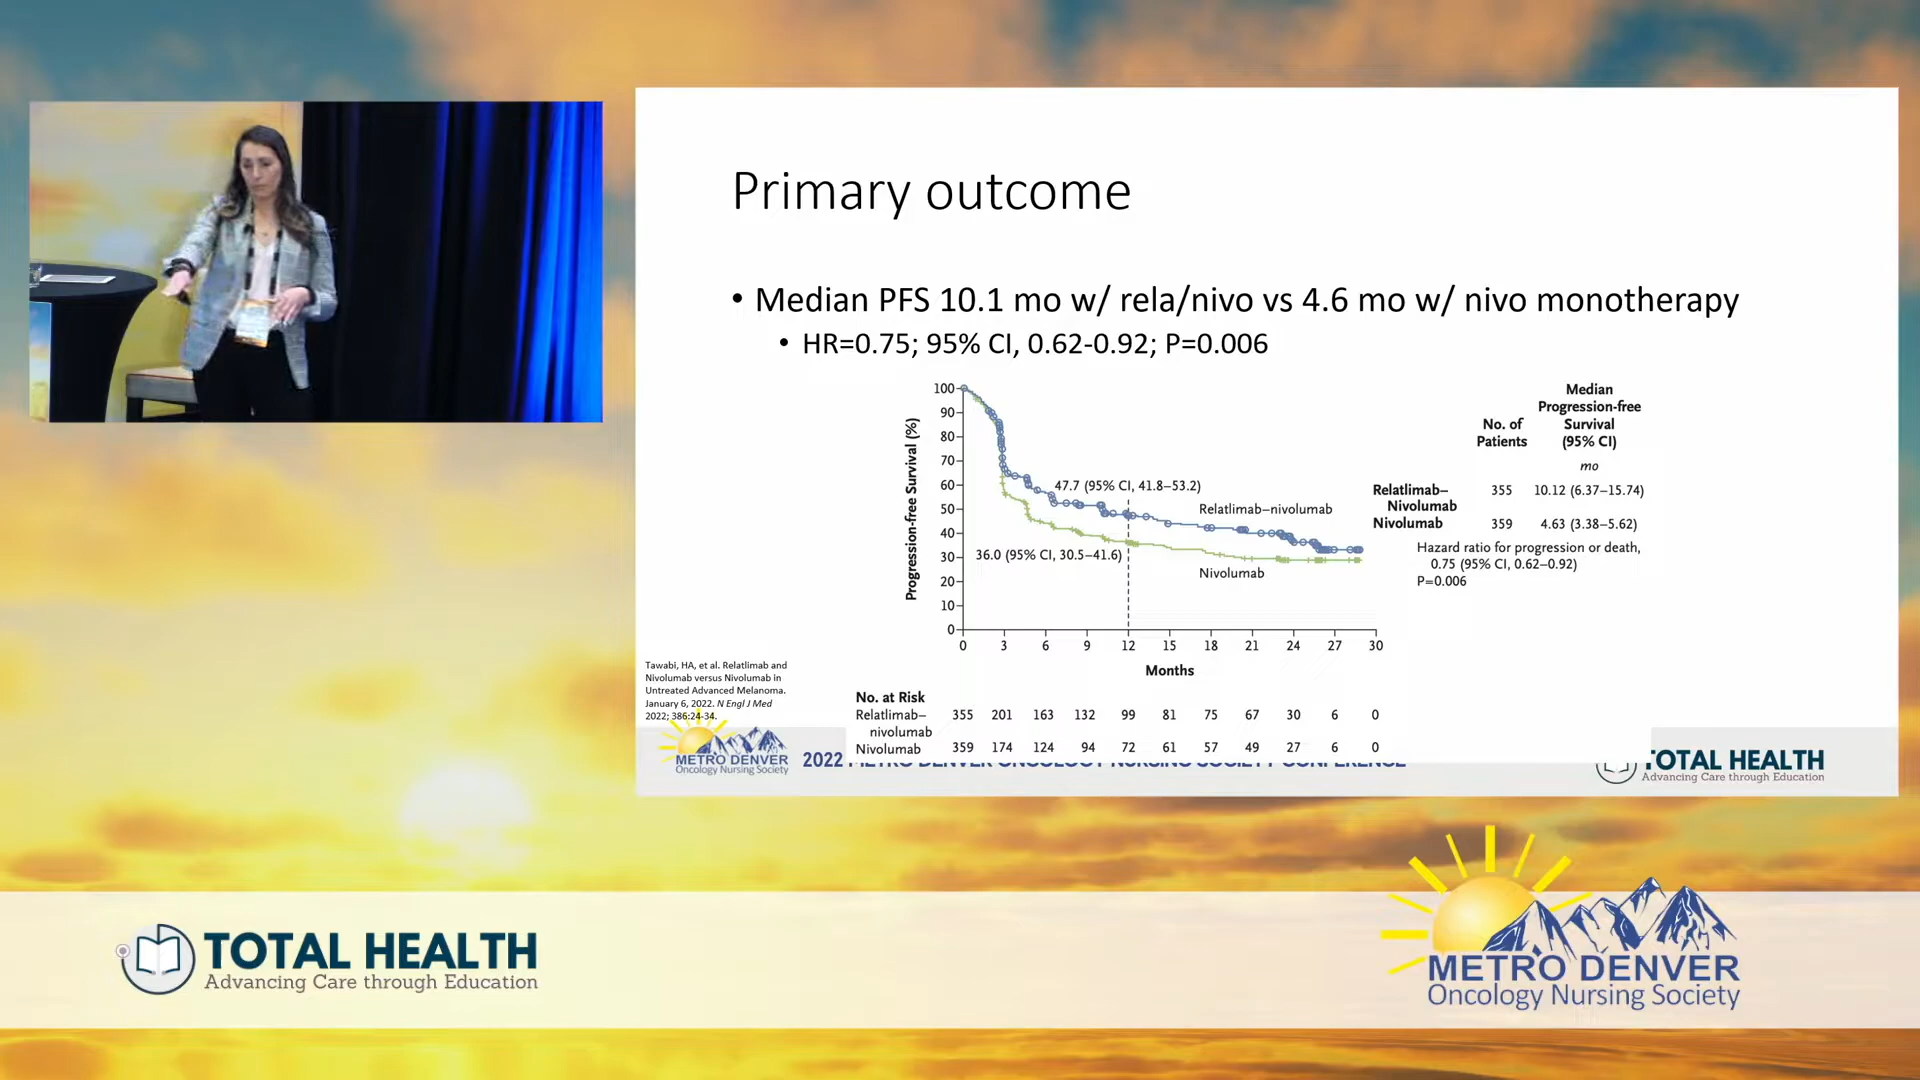 Primary outcome
• Median PFS 10.1 mo w/ rela/nivo vs 4.6 mo w/ nivo monotherapy
• HR=0.75; 95% CI, 0.62-0.92; P=0.006
Progression-free Survival (%)
100
90
80
70
60
50
40
30
20
10
0
47.7 (95% CI, 41.8–53.2)
Relatlimab–nivolumab
36.0 (95% CI, 30.5–41.6)
Nivolumab
0 3 6 9 12 15 18 21 24 27 30
Months
No. of
Patients
Median
Progression-free
Survival
(95% CI)
mo
Relatlimab–
Nivolumab 355 10.12 (6.37–15.74)
Nivolumab 359 4.63 (3.38–5.62)
Hazard ratio for progression or death,
0.75 (95% CI, 0.62–0.92)
P=0.006
No. at Risk
Relatlimab–
nivolumab 355 201 163 132 99 81 75 67 30 6 0
Nivolumab 359 174 124 94 72 61 57 49 27 6 0
Tawabi, HA, et al. Relatlimab and
Nivolumab versus Nivolumab in
Untreated Advanced Melanoma.
January 6, 2022. N Engl J Med
2022; 386:24-34.
METRO DENVER
Oncology Nursing Society
2022 METRO DENVER ONCOLOGY NURSING SOCIETY CONFERENCE
TOTAL HEALTH
Advancing Care through Education
TOTAL HEALTH
Advancing Care through Education
METRO DENVER
Oncology Nursing Society